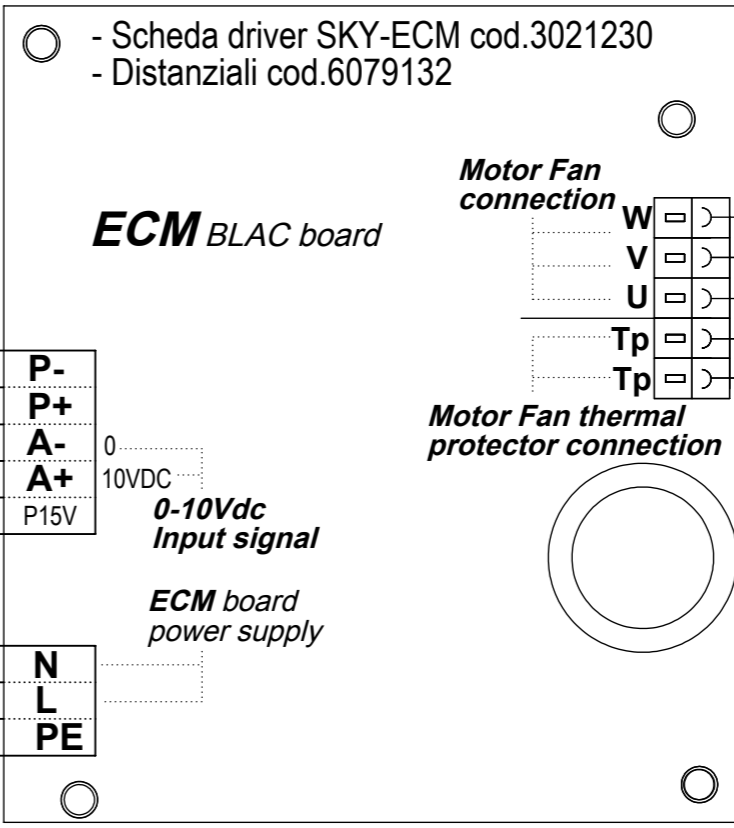 - Scheda driver SKY-ECM cod.3021230
- Distanziali cod.6079132
Motor Fan
connection
ECM BLAC board
W
V
U
Tp
Tp
Motor Fan thermal
protector connection
P-
P+
A- 0
A+ 10VDC
P15V
0-10Vdc
Input signal
ECM board
power supply
N
L
PE